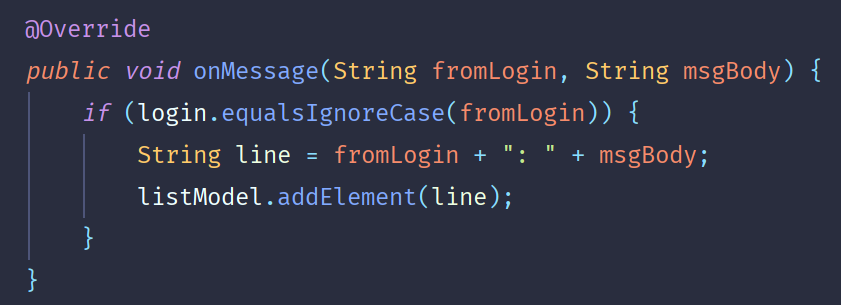 @Override
public void onMessage(String fromLogin, String msgBody) {
    if (login.equalsIgnoreCase(fromLogin)) {
        String line = fromLogin + ": " + msgBody;
        listModel.addElement(line);
    }
}